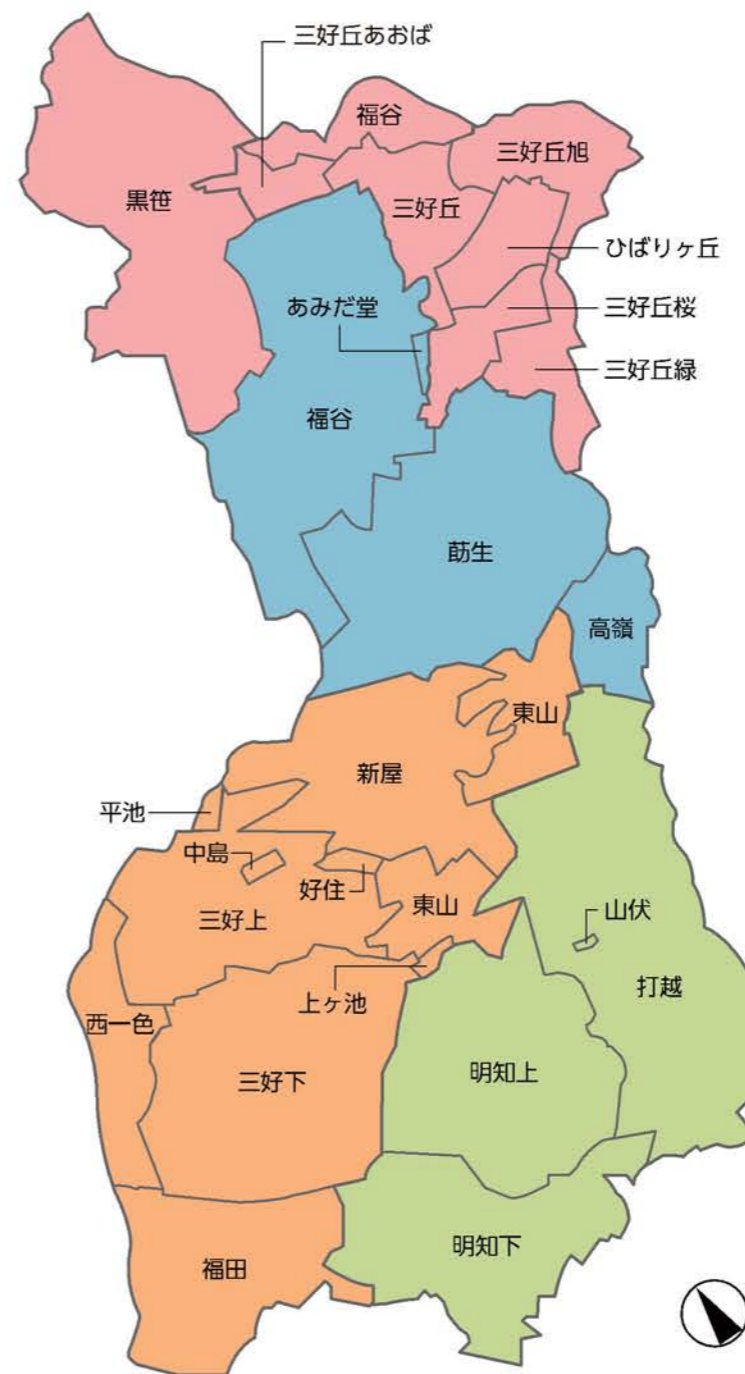 三好丘あおば
福谷
三好丘旭
黒笹
三好丘
ひばりヶ丘
あみだ堂
三好丘桜
三好丘緑
福谷
莇生
高嶺
東山
新屋
平池
中島
好住
東山
山伏
三好上
上ヶ池
打越
西一色
三好下
明知上
明知下
福田